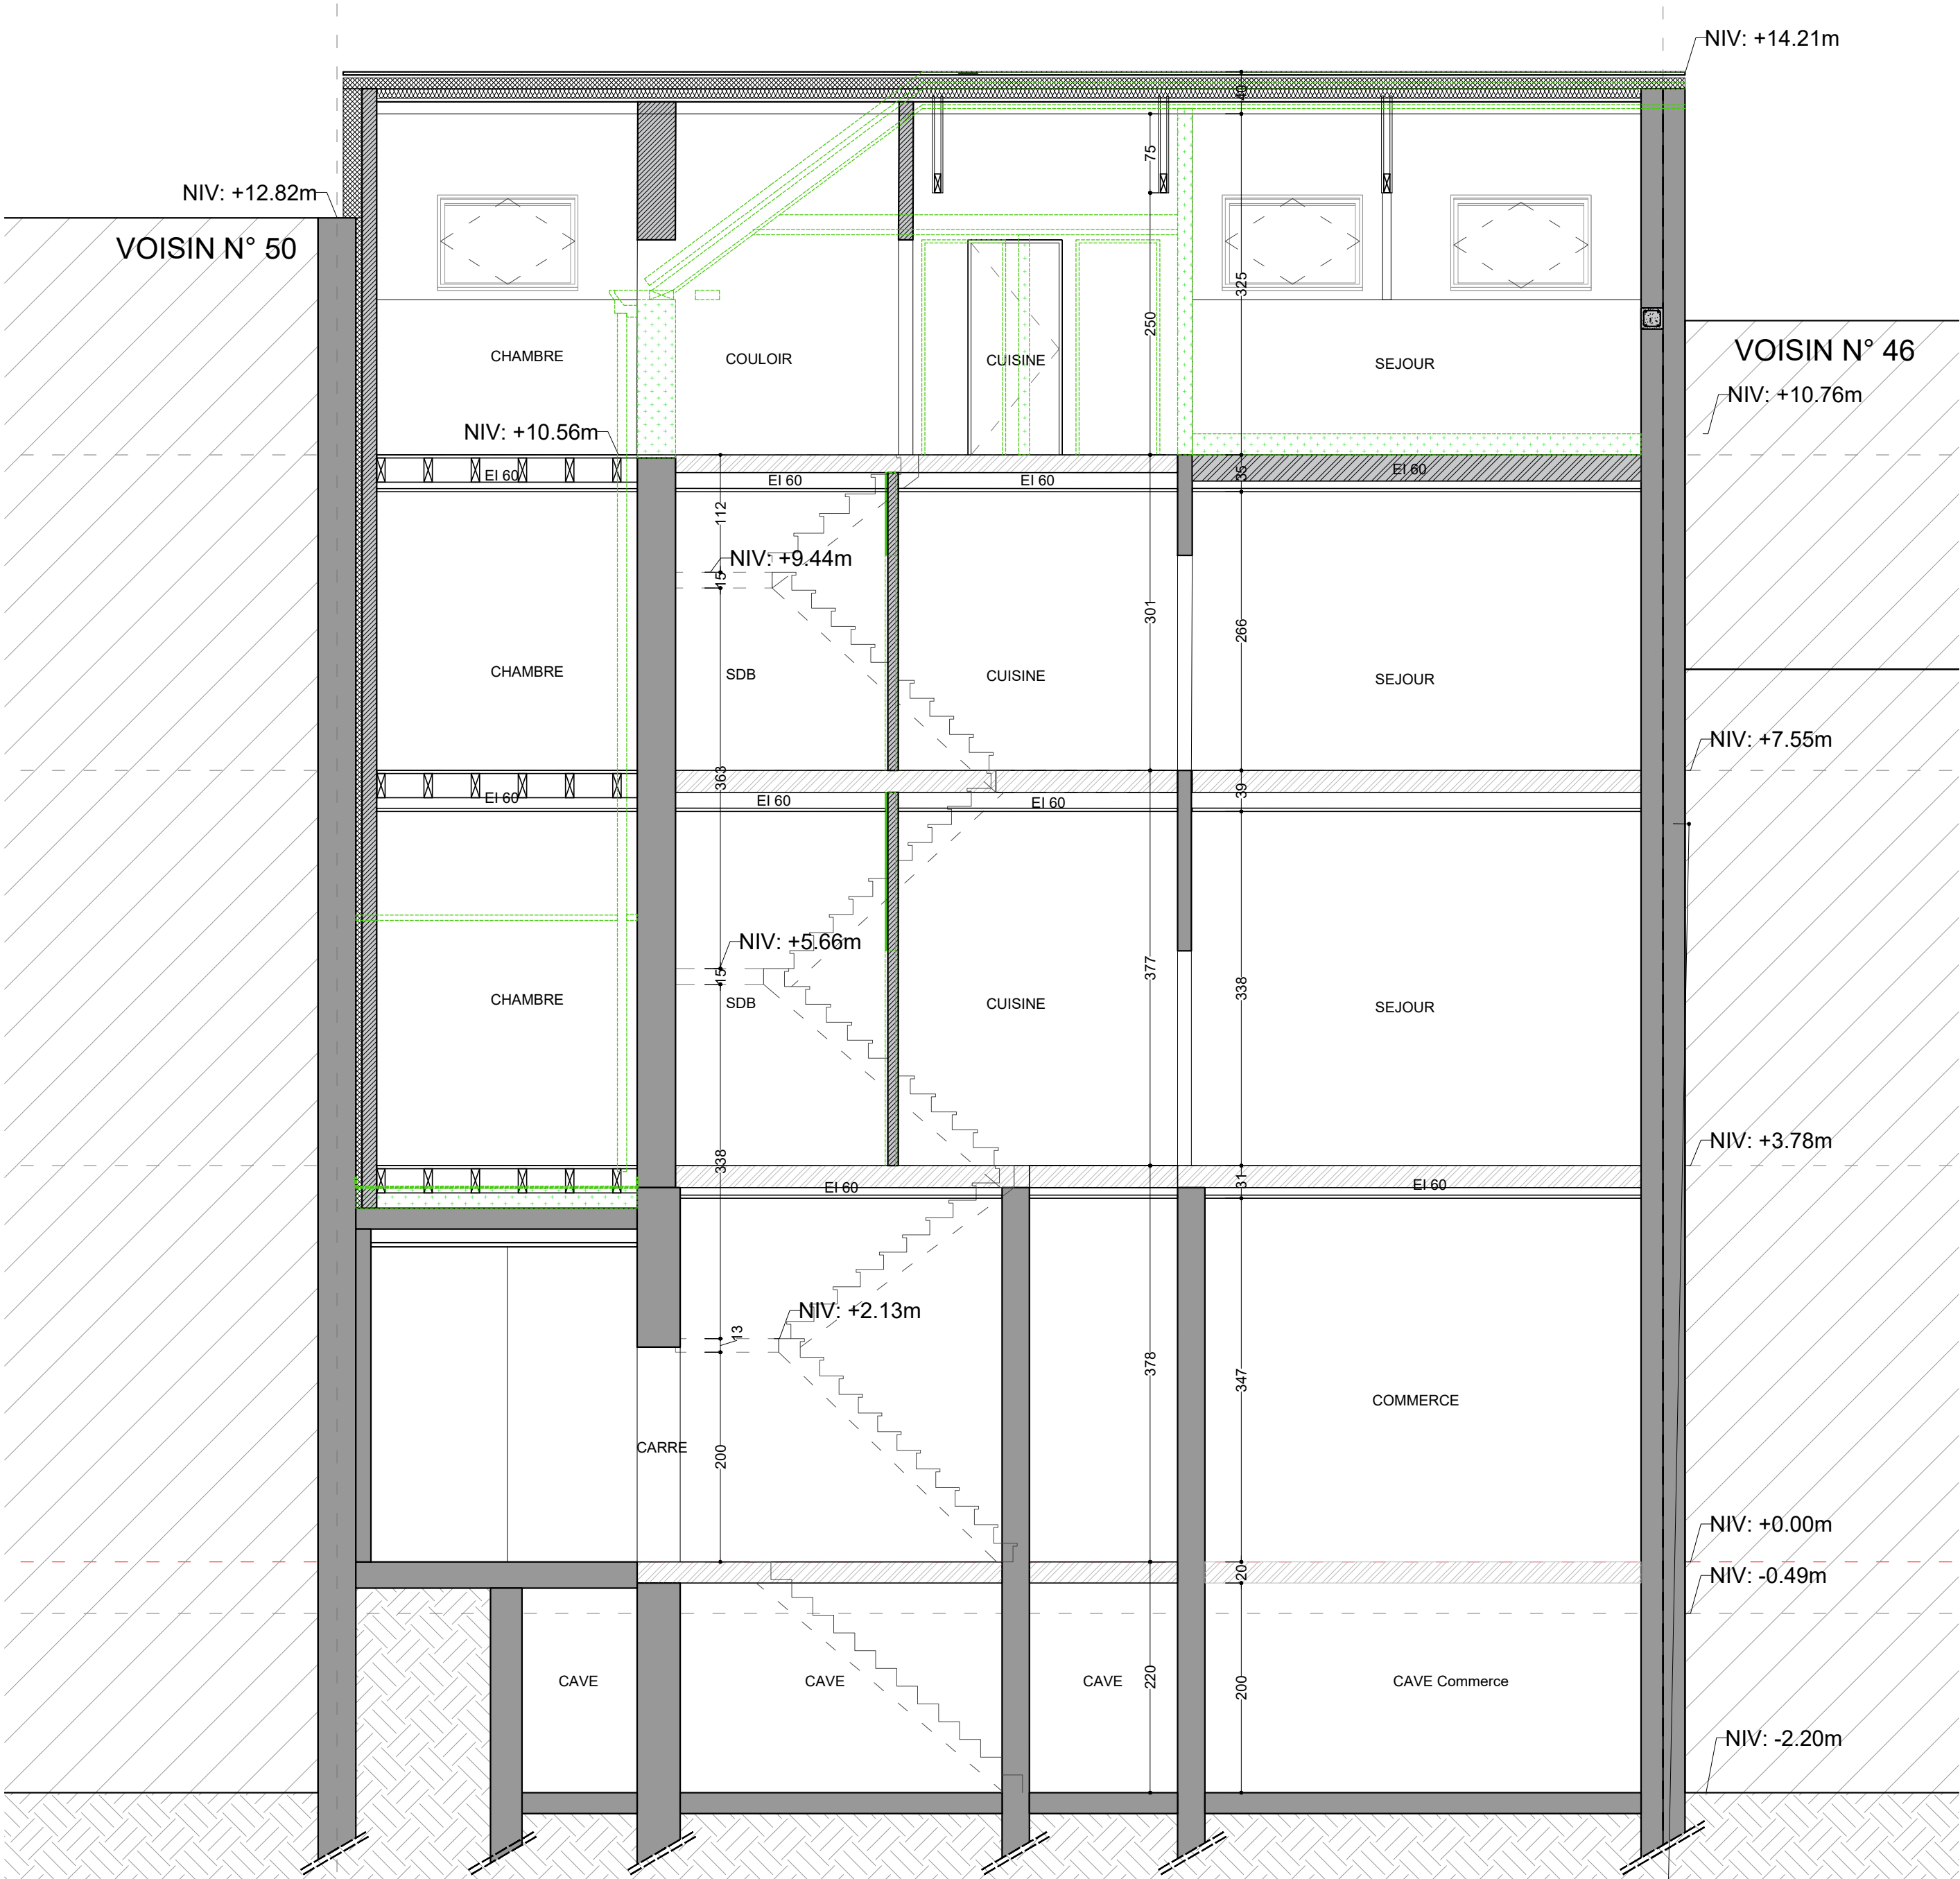 NIV: +14.21m
40
75
NIV: +12.82m
VOISIN N° 50
325
250
VOISIN N° 46
CHAMBRE
COULOIR
CUISINE
SEJOUR
NIV: +10.76m
NIV: +10.56m
EI 60
EI 60
EI 60
EI 60
35
112
NIV: +9.44m
15
301
266
CHAMBRE
SDB
CUISINE
SEJOUR
NIV: +7.55m
363
39
EI 60
EI 60
EI 60
NIV: +5.66m
15
377
338
CHAMBRE
SDB
CUISINE
SEJOUR
NIV: +3.78m
338
31
EI 60
EI 60
NIV: +2.13m
13
378
347
COMMERCE
CARRE
200
NIV: +0.00m
20
NIV: -0.49m
CAVE
CAVE
CAVE
220
200
CAVE Commerce
NIV: -2.20m